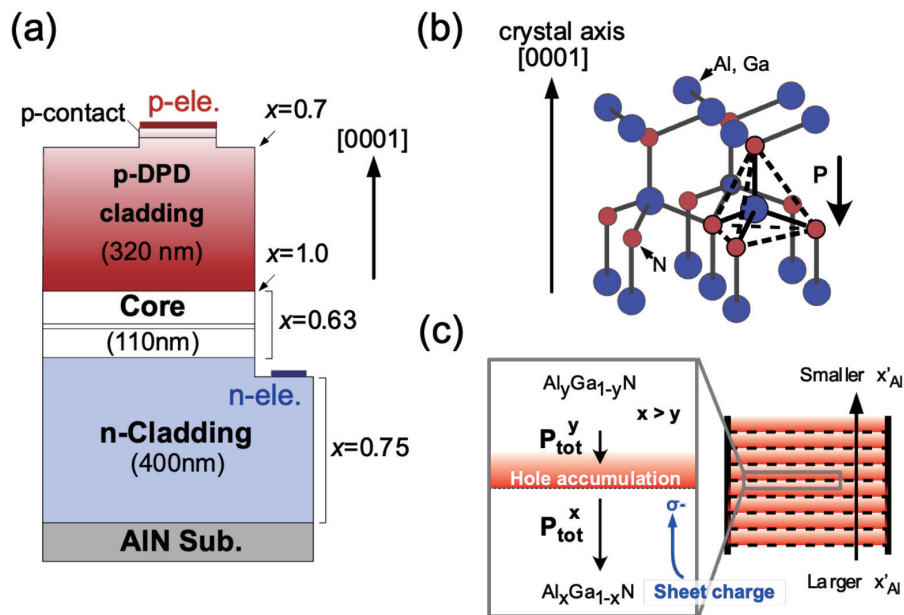 (a)
p-ele.
p-contact
x=0.7
[0001]
p-DPD
cladding
(320 nm)
x=1.0
Core
(110nm)
x=0.63
n-ele.
n-Cladding
(400nm)
x=0.75
AlN Sub.
(b)
crystal axis
[0001]
Al, Ga
P
N
(c)
AlyGa1-yN
x > y
Ptot y
Hole accumulation
Ptot x
σ-
AlxGa1-xN
Sheet charge
Smaller x'Al
Larger x'Al